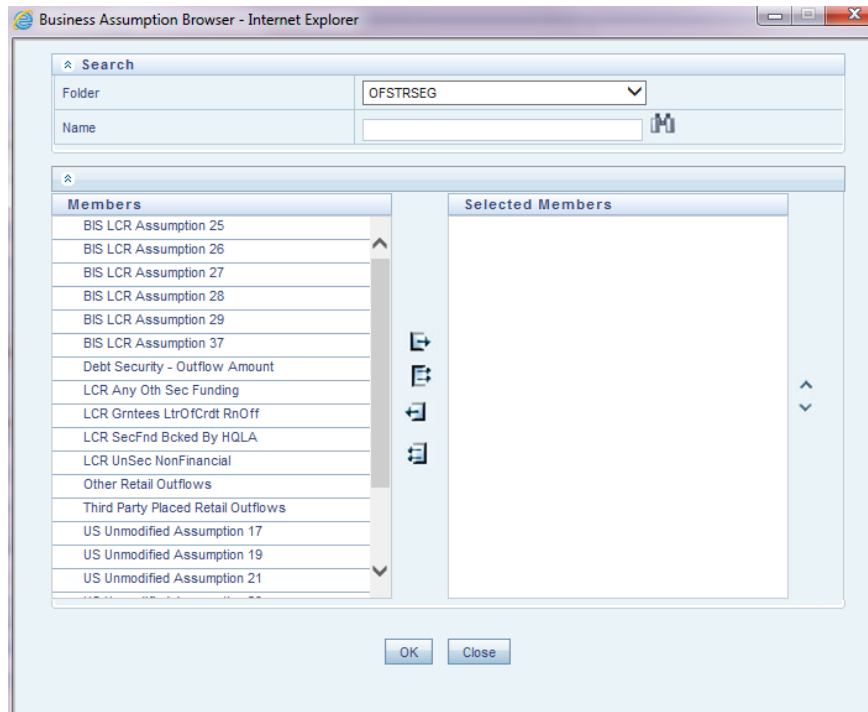 Business Assumption Browser - Internet Explorer
Search
Folder
OFSTRSEG
Name
Members
Selected Members
BIS LCR Assumption 25
BIS LCR Assumption 26
BIS LCR Assumption 27
BIS LCR Assumption 28
BIS LCR Assumption 29
BIS LCR Assumption 37
Debt Security - Outflow Amount
LCR Any Oth Sec Funding
LCR Grntees LtrOfCrdt RnOff
LCR SecFnd Bcked By HQLA
LCR UnSec NonFinancial
Other Retail Outflows
Third Party Placed Retail Outflows
US Unmodified Assumption 17
US Unmodified Assumption 19
US Unmodified Assumption 21
OK
Close